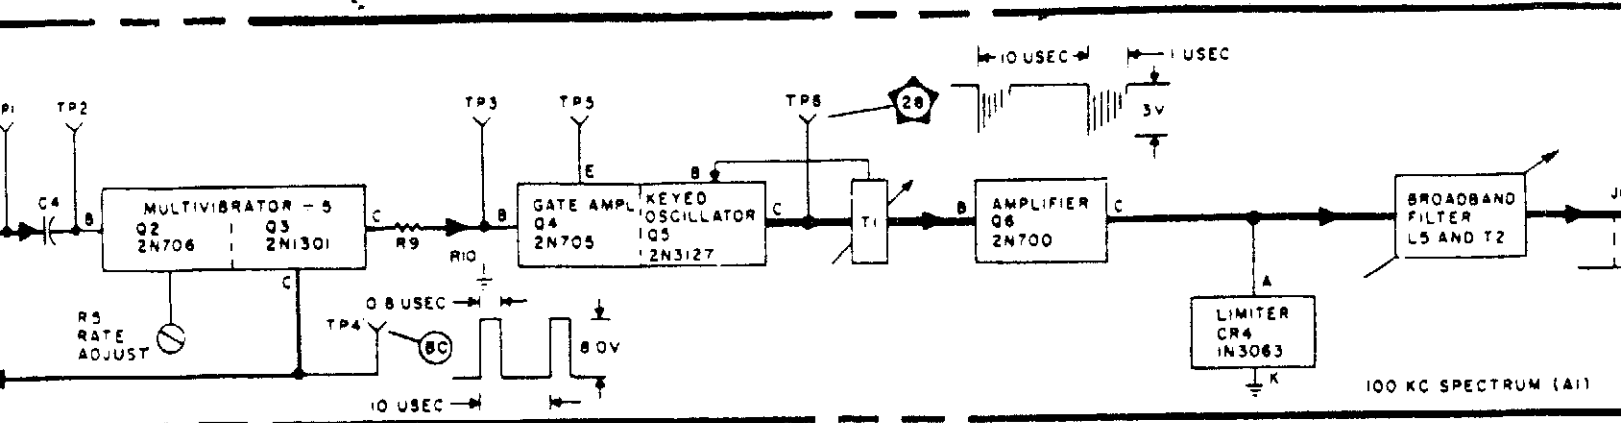 10 USEC
1 USEC
P1
TP2
TP3
TP5
TP6
28
3V
E
B
C4
B
MULTIVIBRATOR ÷ 5
Q2
2N706
Q3
2N1301
C
R9
R10
B
GATE AMPL
Q4
2N705
KEYED
OSCILLATOR
Q5
2N3127
C
T1
B
AMPLIFIER
Q6
2N700
C
BROADBAND
FILTER
L5 AND T2
J
C
0.8 USEC
R5
RATE
ADJUST
TP4
8C
8.0V
10 USEC
A
LIMITER
CR4
1N3063
K
100 KC SPECTRUM (A1)